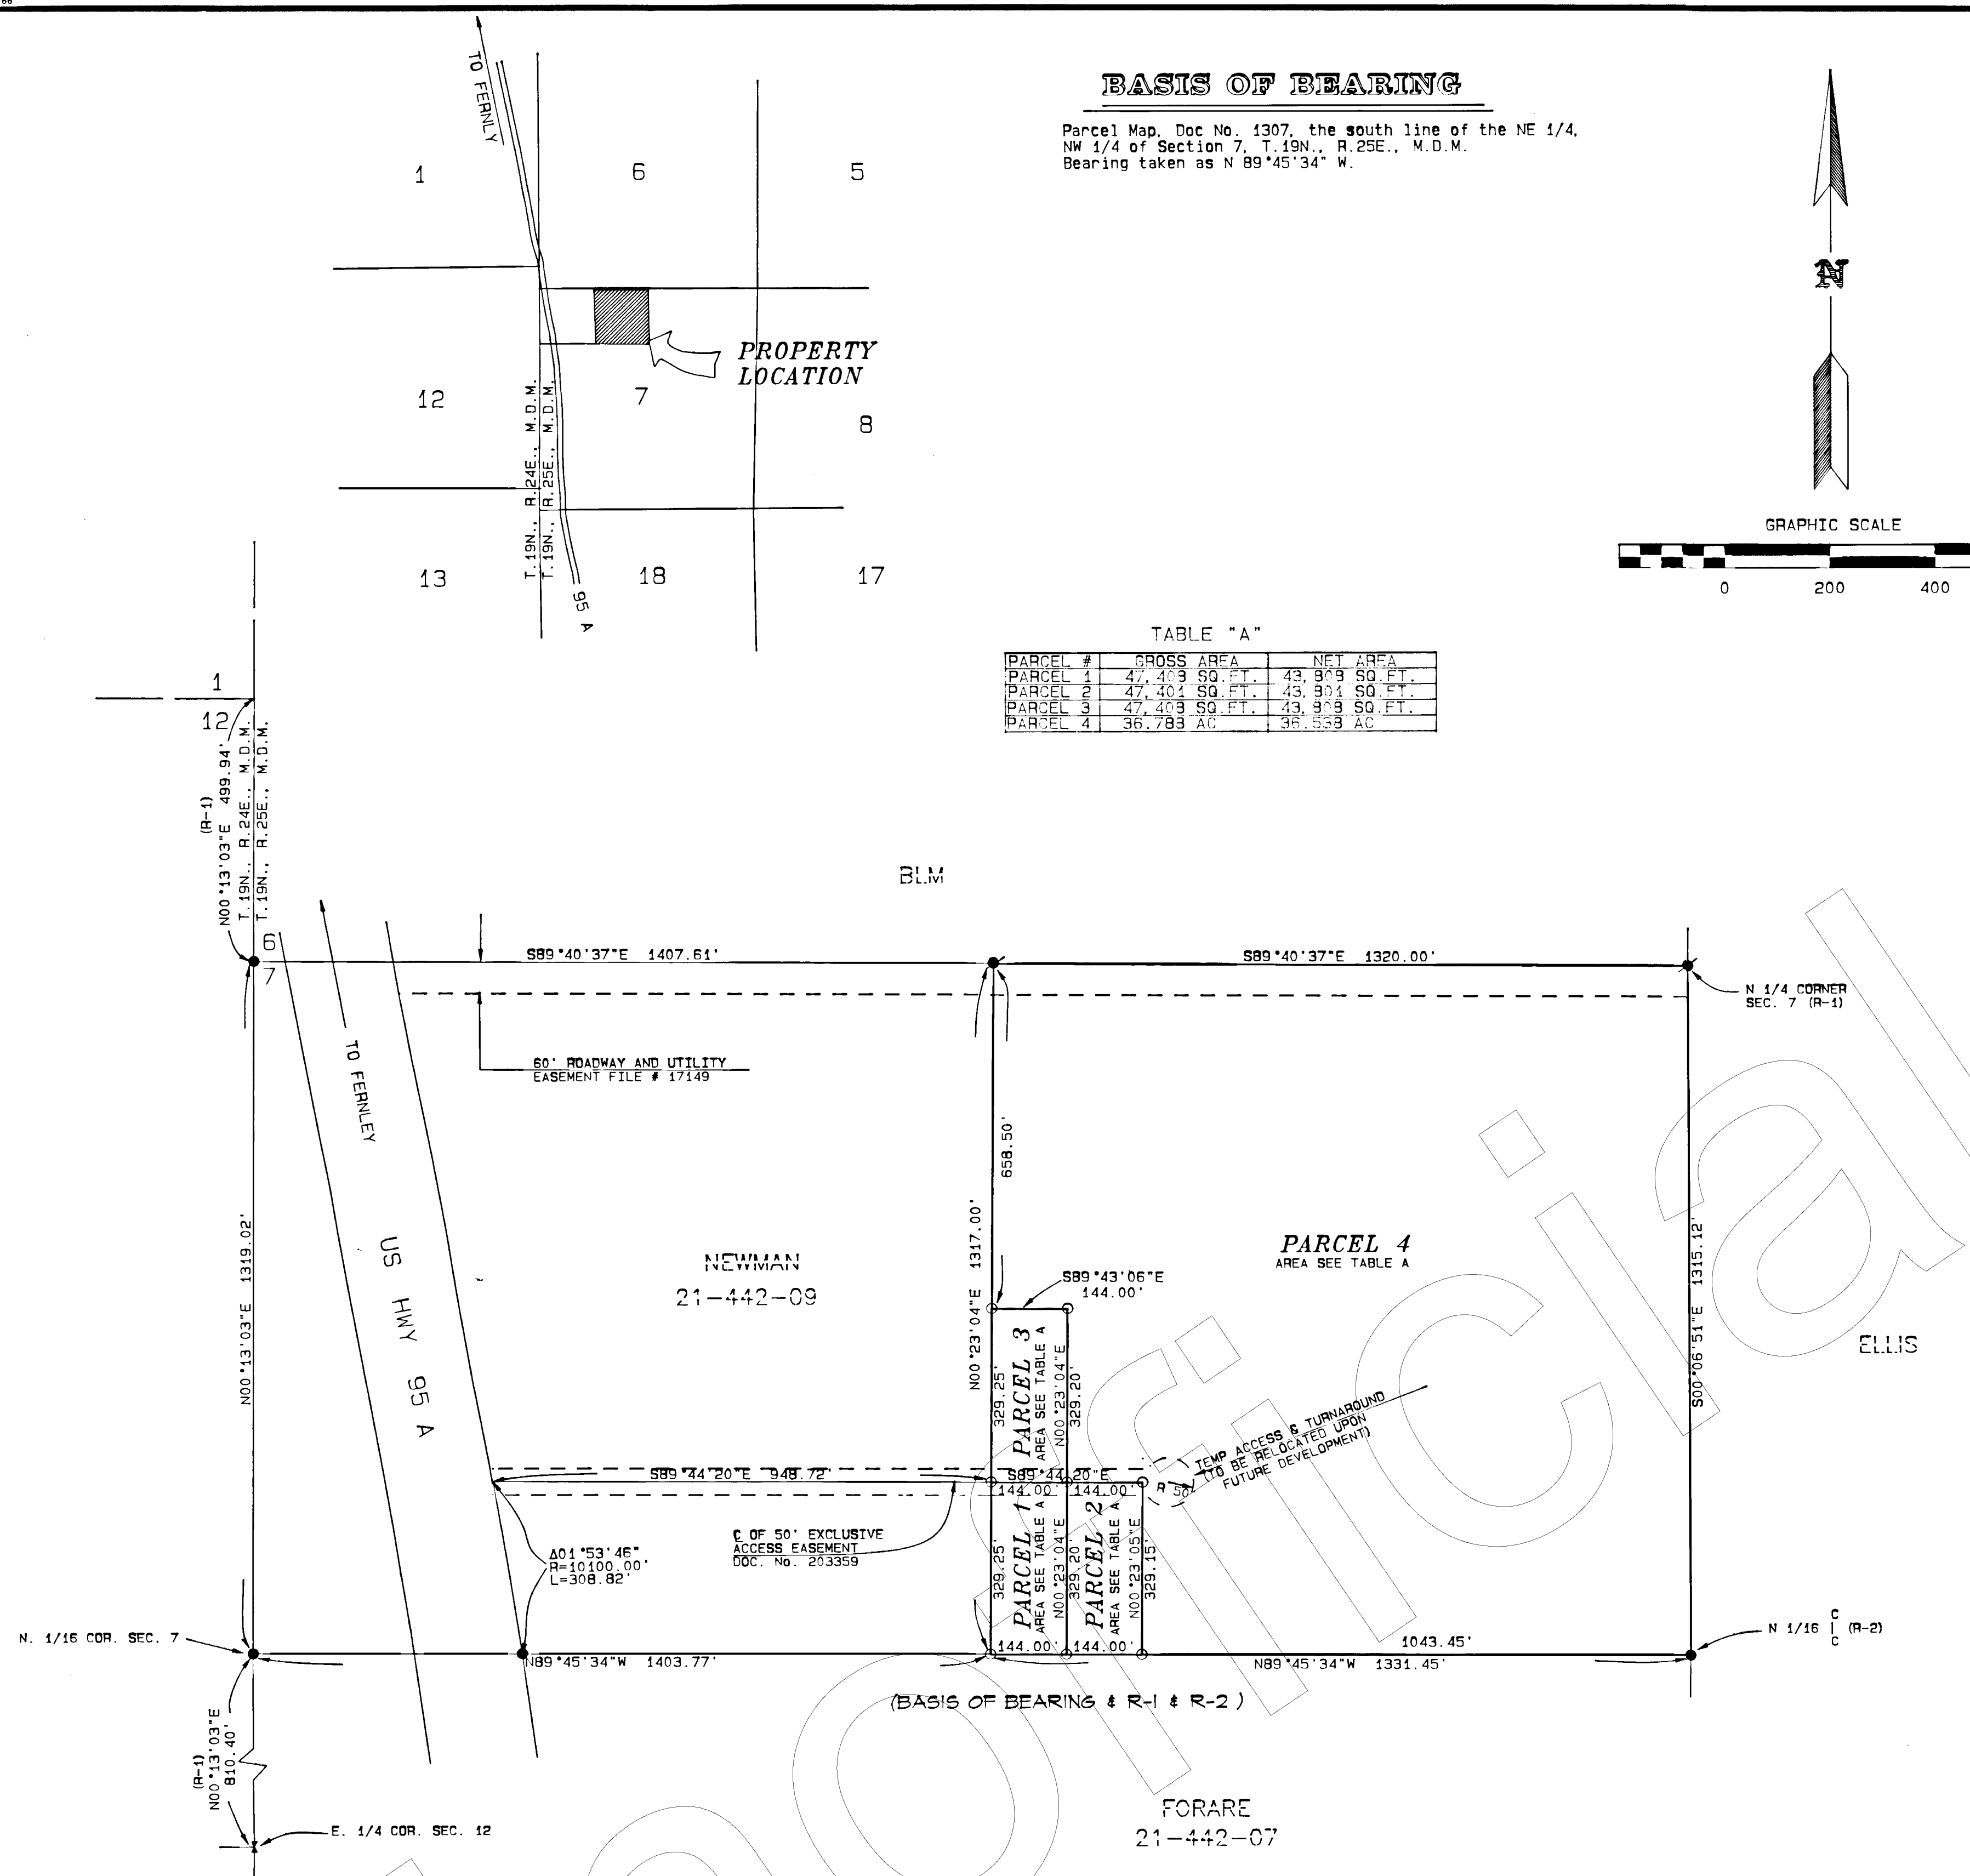 TO FERNLY
1
6
5
12
7
8
13
18
17
T.19N., R.24E., M.D.M.
T.19N., R.25E., M.D.M.
95 A
PROPERTY
LOCATION
BASIS OF BEARING
Parcel Map, Doc No. 1307, the south line of the NE 1/4,
NW 1/4 of Section 7, T.19N., R.25E., M.D.M.
Bearing taken as N 89°45'34" W.
N
GRAPHIC SCALE
0 200 400
TABLE "A"
PARCEL # GROSS AREA NET AREA
PARCEL 1 47,409 SQ.FT. 43,809 SQ.FT.
PARCEL 2 47,401 SQ.FT. 43,801 SQ.FT.
PARCEL 3 47,408 SQ.FT. 43,808 SQ.FT.
PARCEL 4 36.783 AC 36.538 AC
1
12
(R-1)
N00°13'03"E 499.94'
T.19N., R.24E., M.D.M.
T.19N., R.25E., M.D.M.
6
7
BLM
S89°40'37"E 1407.61'
S89°40'37"E 1320.00'
N 1/4 CORNER
SEC. 7 (R-1)
60' ROADWAY AND UTILITY
EASEMENT FILE # 17149
TO FERNLEY
US HWY 95 A
N00°13'03"E 1319.02'
NEWMAN
21-442-09
658.50'
N00°23'04"E 1317.00'
PARCEL 4
AREA SEE TABLE A
S89°43'06"E
144.00'
S00°06'51"E 1315.12'
ELLIS
329.25'
PARCEL 3
AREA SEE TABLE A
N00°23'04"E
329.20'
TEMP ACCESS & TURNAROUND
(TO BE RELOCATED UPON
FUTURE DEVELOPMENT)
R 50'
S89°44'20"E 948.72'
S89°44'20"E
144.00' 144.00'
C OF 50' EXCLUSIVE
ACCESS EASEMENT
DOC. No. 203359
Δ01°53'46"
R=10100.00'
L=308.82'
329.25'
PARCEL 1
AREA SEE TABLE A
N00°23'04"E
329.20'
PARCEL 2
AREA SEE TABLE A
N00°23'05"E
329.15'
144.00' 144.00'
1043.45'
N. 1/16 COR. SEC. 7
N89°45'34"W 1403.77'
N89°45'34"W 1331.45'
N 1/16 C | C (R-2)
(BASIS OF BEARING & R-1 & R-2)
(R-1)
N00°13'03"E
810.40'
E. 1/4 COR. SEC. 12
FORARE
21-442-07